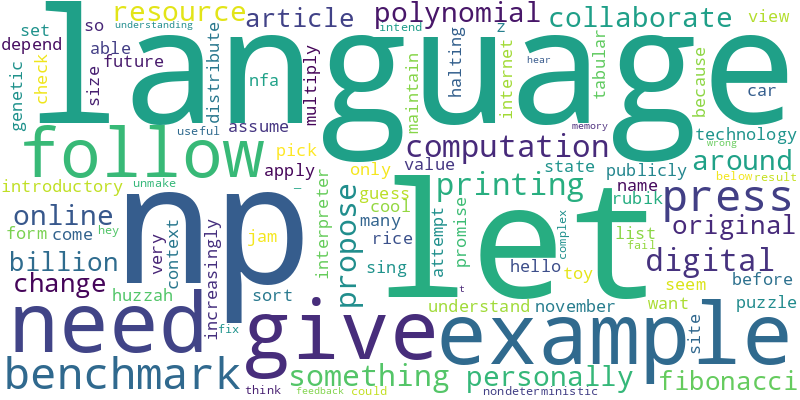 understanding
language
resource
article
polynomial
collaborate
view
set
so
intend
z
depend
able
future
hear
genetic
check
size
distribute
nfa
multiply
maintain
halting
internet
tabular
because
car
useful
assume
memory
technology
wrong
follow
pick
apply
only
computation
value
state
publicly
around
below
result
introductory
unmake
np
let
guess
cool
printing
name
rubik
press
online
form
come
hey
very
context
increasingly
_
jam
interpreter
propose
many
rice
attempt
promise
complex
list
fail
original
billion
sing
hello
toy
digital
change
huzzah
sort
t
seem
before
need
fix
give
understand
november
want
puzzle
example
site
benchmark
think
something
feedback
could
personally
nondeterministic
fibonacci